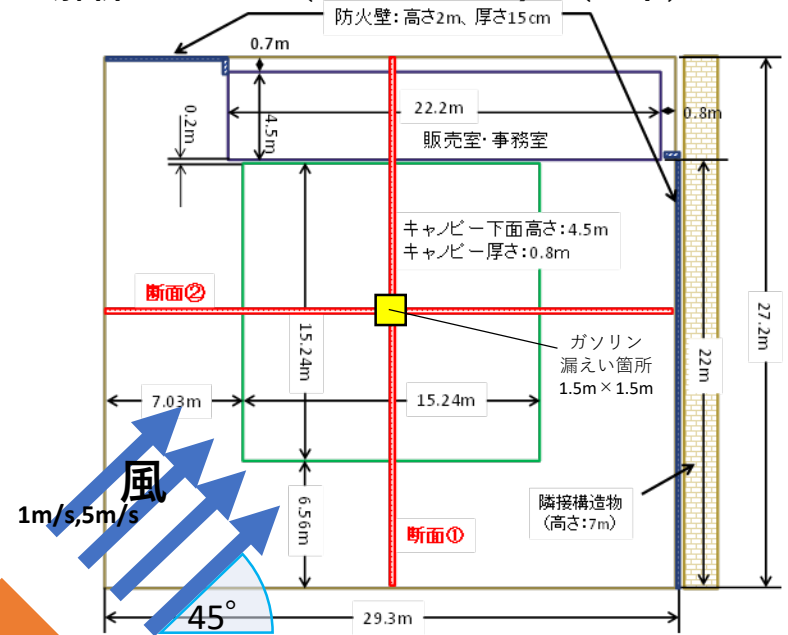 防火壁：高さ2m、厚さ15cm
0.7m
0.2m
4.5m
22.2m
0.8m
販売室・事務室
キャノピー下面高さ：4.5m
キャノピー厚さ：0.8m
断面②
ガソリン
漏えい箇所
1.5m×1.5m
15.24m
27.2m
22m
7.03m
15.24m
風
1m/s,5m/s
6.56m
断面①
隣接構造物
(高さ：7m)
45°
29.3m